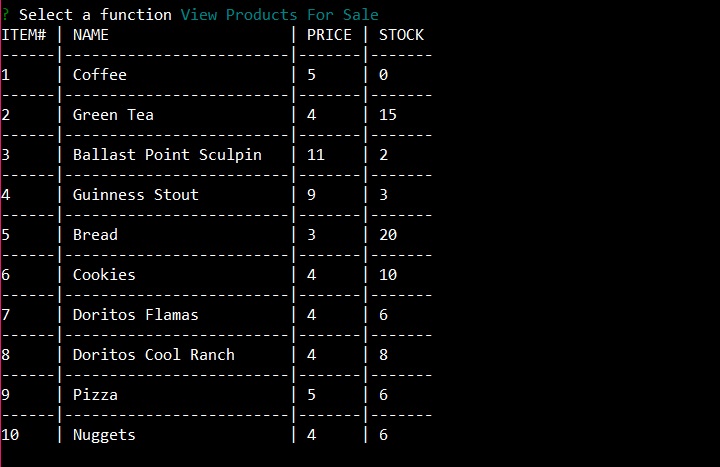 ? Select a function View Products For Sale
ITEM# | NAME                    | PRICE | STOCK
------|-------------------------|-------|-------
1     | Coffee                  | 5     | 0
------|-------------------------|-------|-------
2     | Green Tea               | 4     | 15
------|-------------------------|-------|-------
3     | Ballast Point Sculpin   | 11    | 2
------|-------------------------|-------|-------
4     | Guinness Stout          | 9     | 3
------|-------------------------|-------|-------
5     | Bread                   | 3     | 20
------|-------------------------|-------|-------
6     | Cookies                 | 4     | 10
------|-------------------------|-------|-------
7     | Doritos Flamas          | 4     | 6
------|-------------------------|-------|-------
8     | Doritos Cool Ranch      | 4     | 8
------|-------------------------|-------|-------
9     | Pizza                   | 5     | 6
------|-------------------------|-------|-------
10    | Nuggets                 | 4     | 6